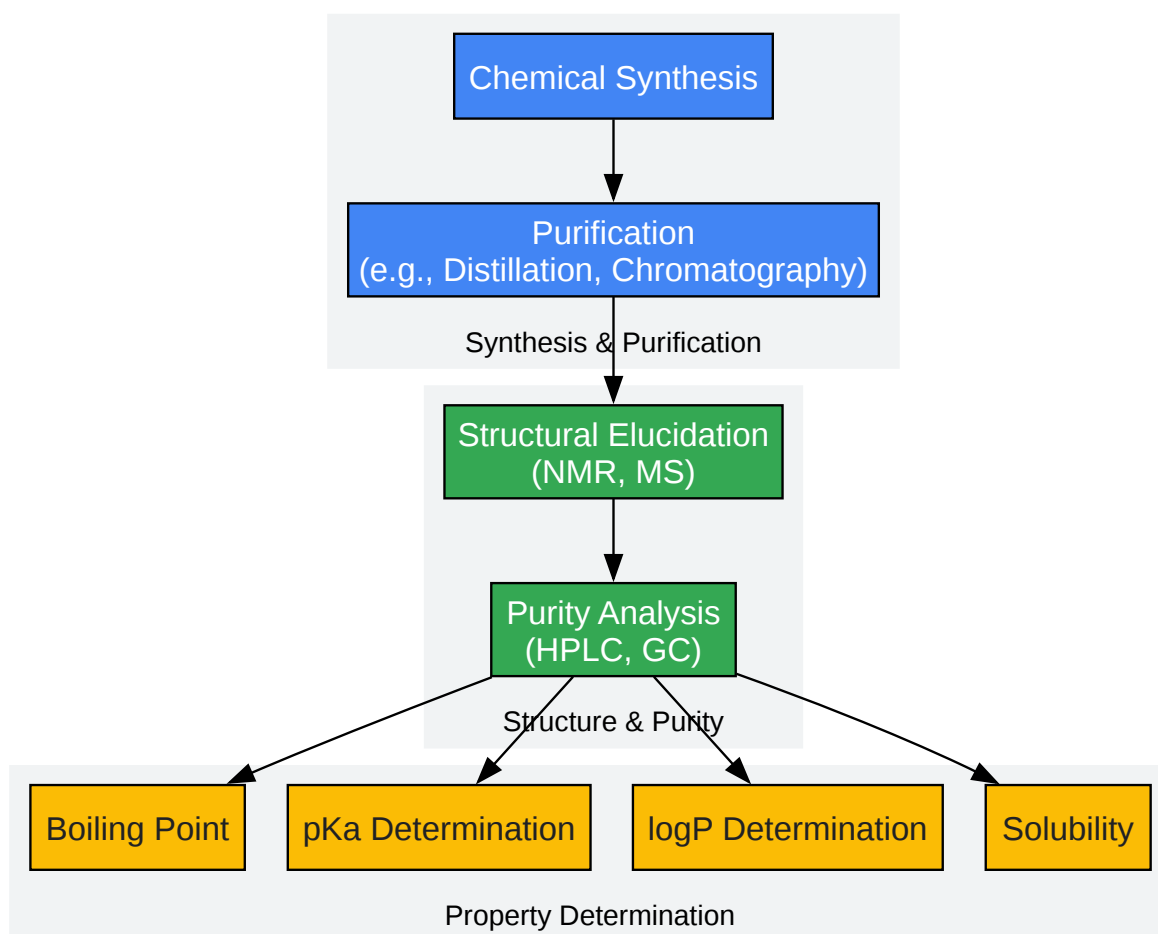 Chemical Synthesis
Purification
(e.g., Distillation, Chromatography)
Synthesis & Purification
Structural Elucidation
(NMR, MS)
Purity Analysis
(HPLC, GC)
Structure & Purity
Boiling Point
pKa Determination
logP Determination
Solubility
Property Determination